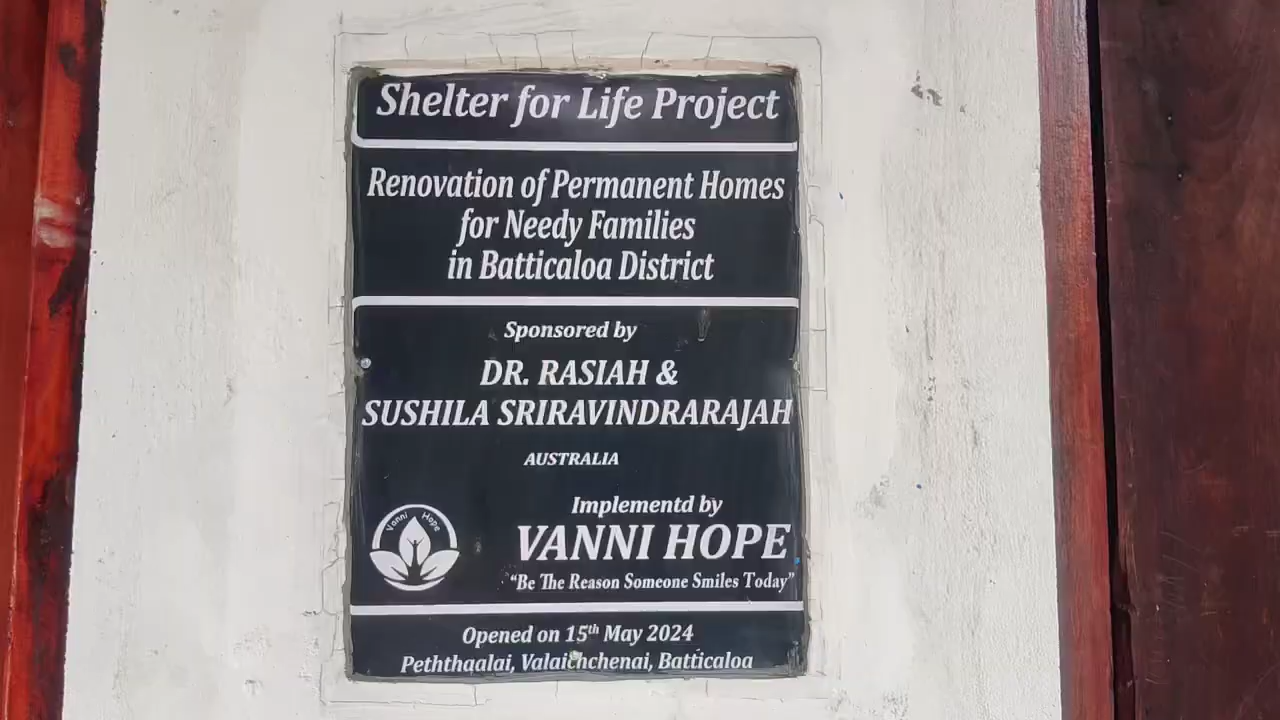 Shelter for Life Project
Renovation of Permanent Homes
for Needy Families
in Batticaloa District
Sponsored by
DR. RASIAH &
SUSHILA SRIRAVINDRARAJAH
AUSTRALIA
Implementd by
Vanni Hope
VANNI HOPE
"Be The Reason Someone Smiles Today"
Opened on 15th May 2024
Peththaalai, Valaichchenai, Batticaloa